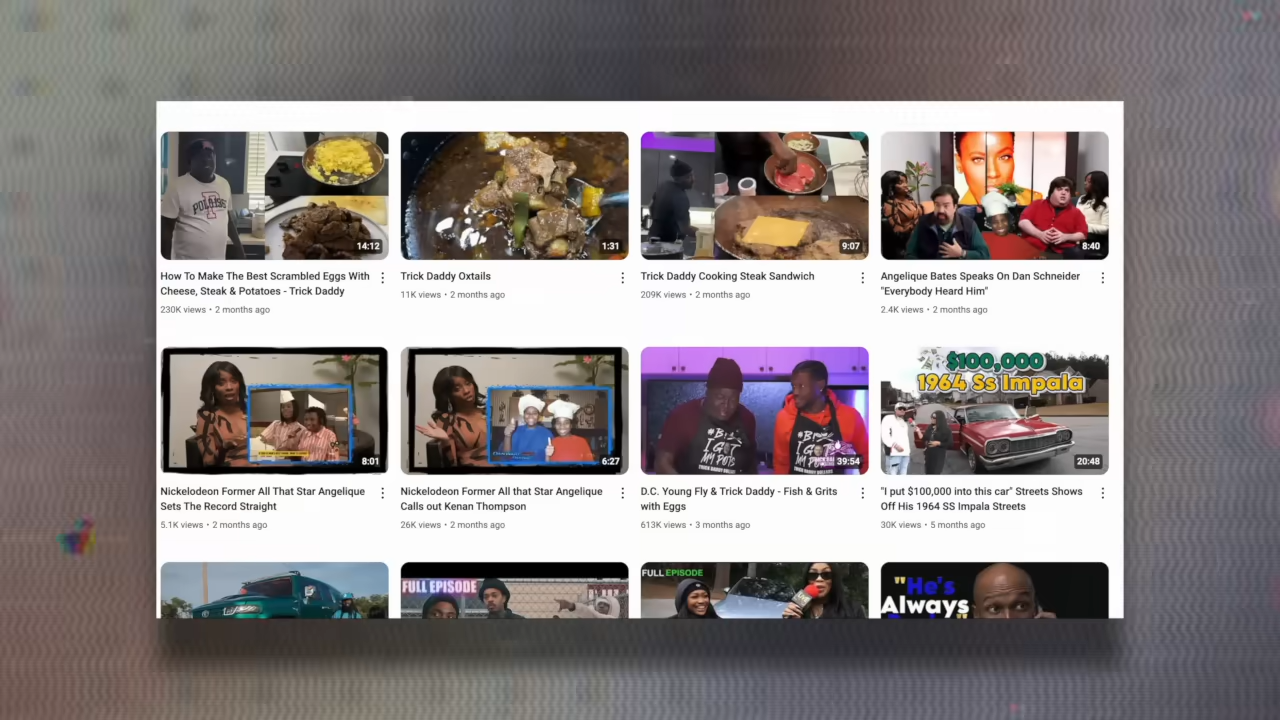 14:12
1:31
9:07
8:40
How To Make The Best Scrambled Eggs With
Cheese, Steak & Potatoes - Trick Daddy
230K views • 2 months ago
Trick Daddy Oxtails
11K views • 2 months ago
Trick Daddy Cooking Steak Sandwich
209K views • 2 months ago
Angelique Bates Speaks On Dan Schneider
"Everybody Heard Him"
2.4K views • 2 months ago
8:01
6:27
I GOT
MY POTS
39:54
$100,000
1964 Ss Impala
20:48
Nickelodeon Former All That Star Angelique
Sets The Record Straight
5.1K views • 2 months ago
Nickelodeon Former All that Star Angelique
Calls out Kenan Thompson
26K views • 2 months ago
D.C. Young Fly & Trick Daddy - Fish & Grits
with Eggs
613K views • 3 months ago
"I put $100,000 into this car" Streets Shows
Off His 1964 SS Impala Streets
30K views • 5 months ago
FULL EPISODE
FULL EPISODE
"He's
Always